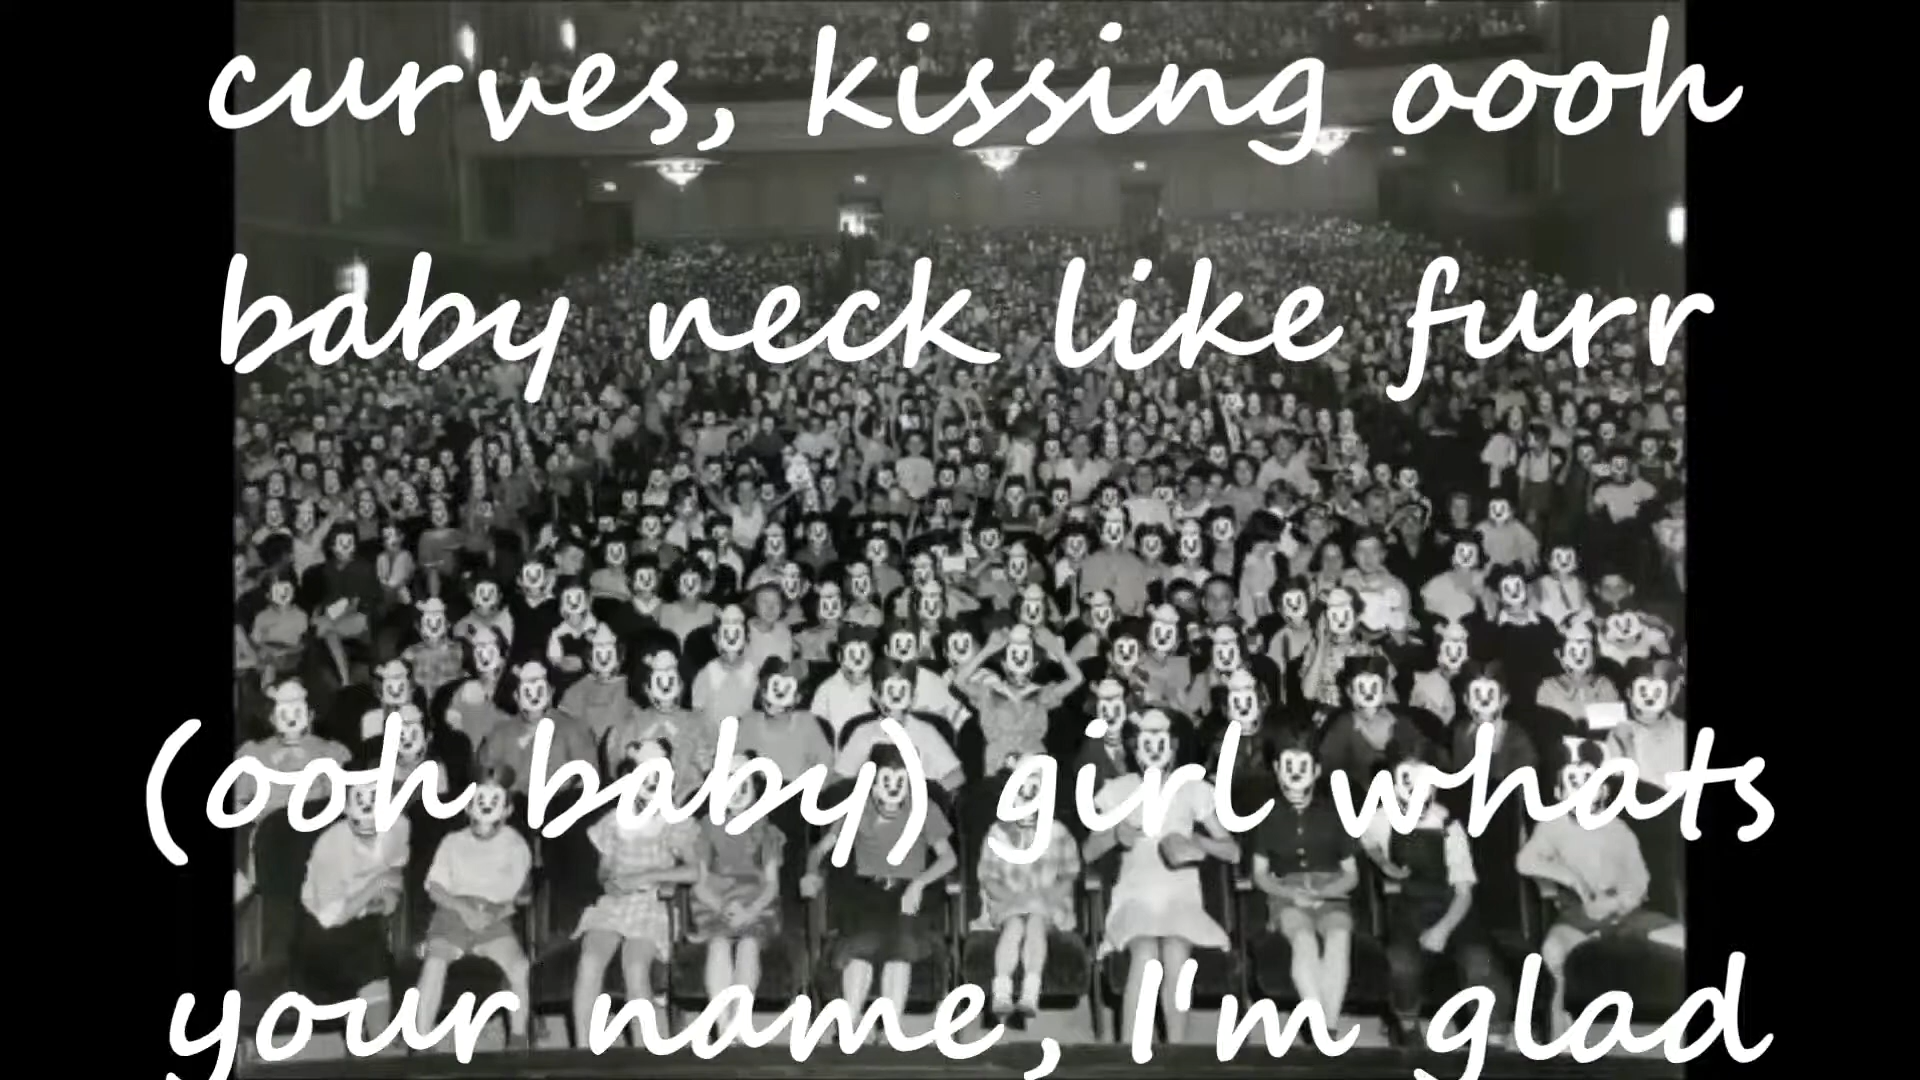 curves, kissing oooh
baby neck like furr
(ooh baby) girl whats
your name, I'm glad